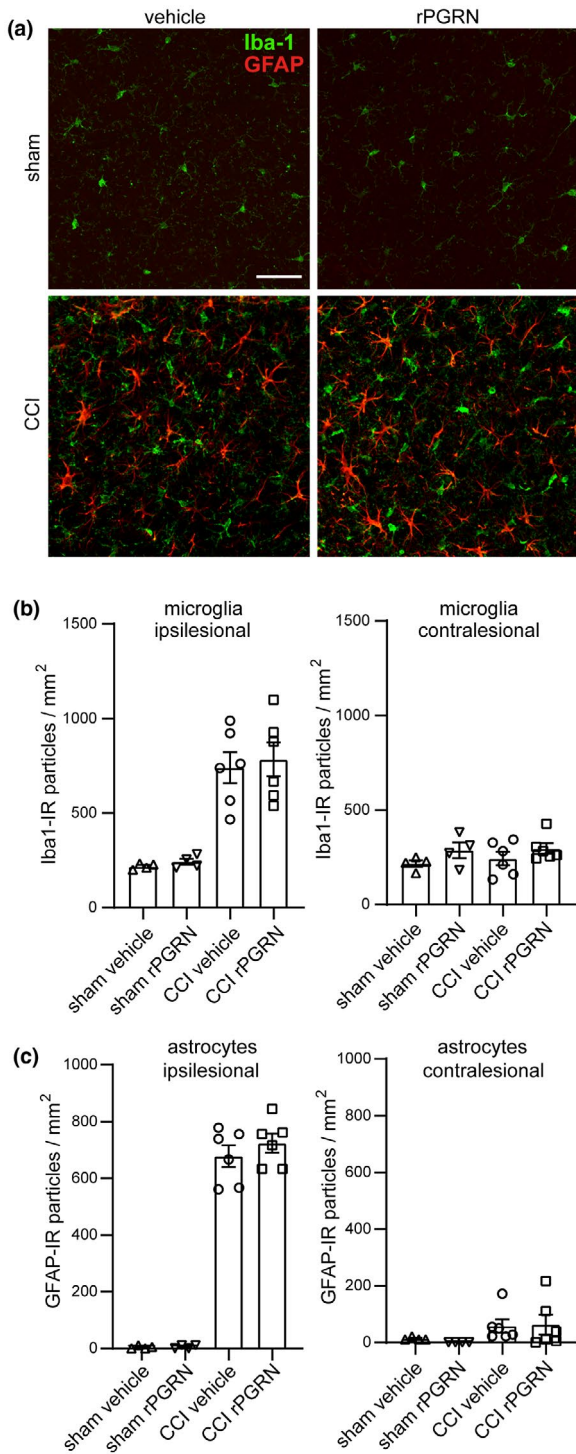 (a)
vehicle
rPGRN
Iba-1
GFAP
sham
CCI
(b)
microglia
ipsilesional
Iba1-IR particles / mm²
1500
1000
500
0
sham vehicle
sham rPGRN
CCI vehicle
CCI rPGRN
microglia
contralesional
Iba1-IR particles / mm²
1500
1000
500
0
sham vehicle
sham rPGRN
CCI vehicle
CCI rPGRN
(c)
astrocytes
ipsilesional
GFAP-IR particles / mm²
1000
800
600
400
200
0
sham vehicle
sham rPGRN
CCI vehicle
CCI rPGRN
astrocytes
contralesional
GFAP-IR particles / mm²
1000
800
600
400
200
0
sham vehicle
sham rPGRN
CCI vehicle
CCI rPGRN